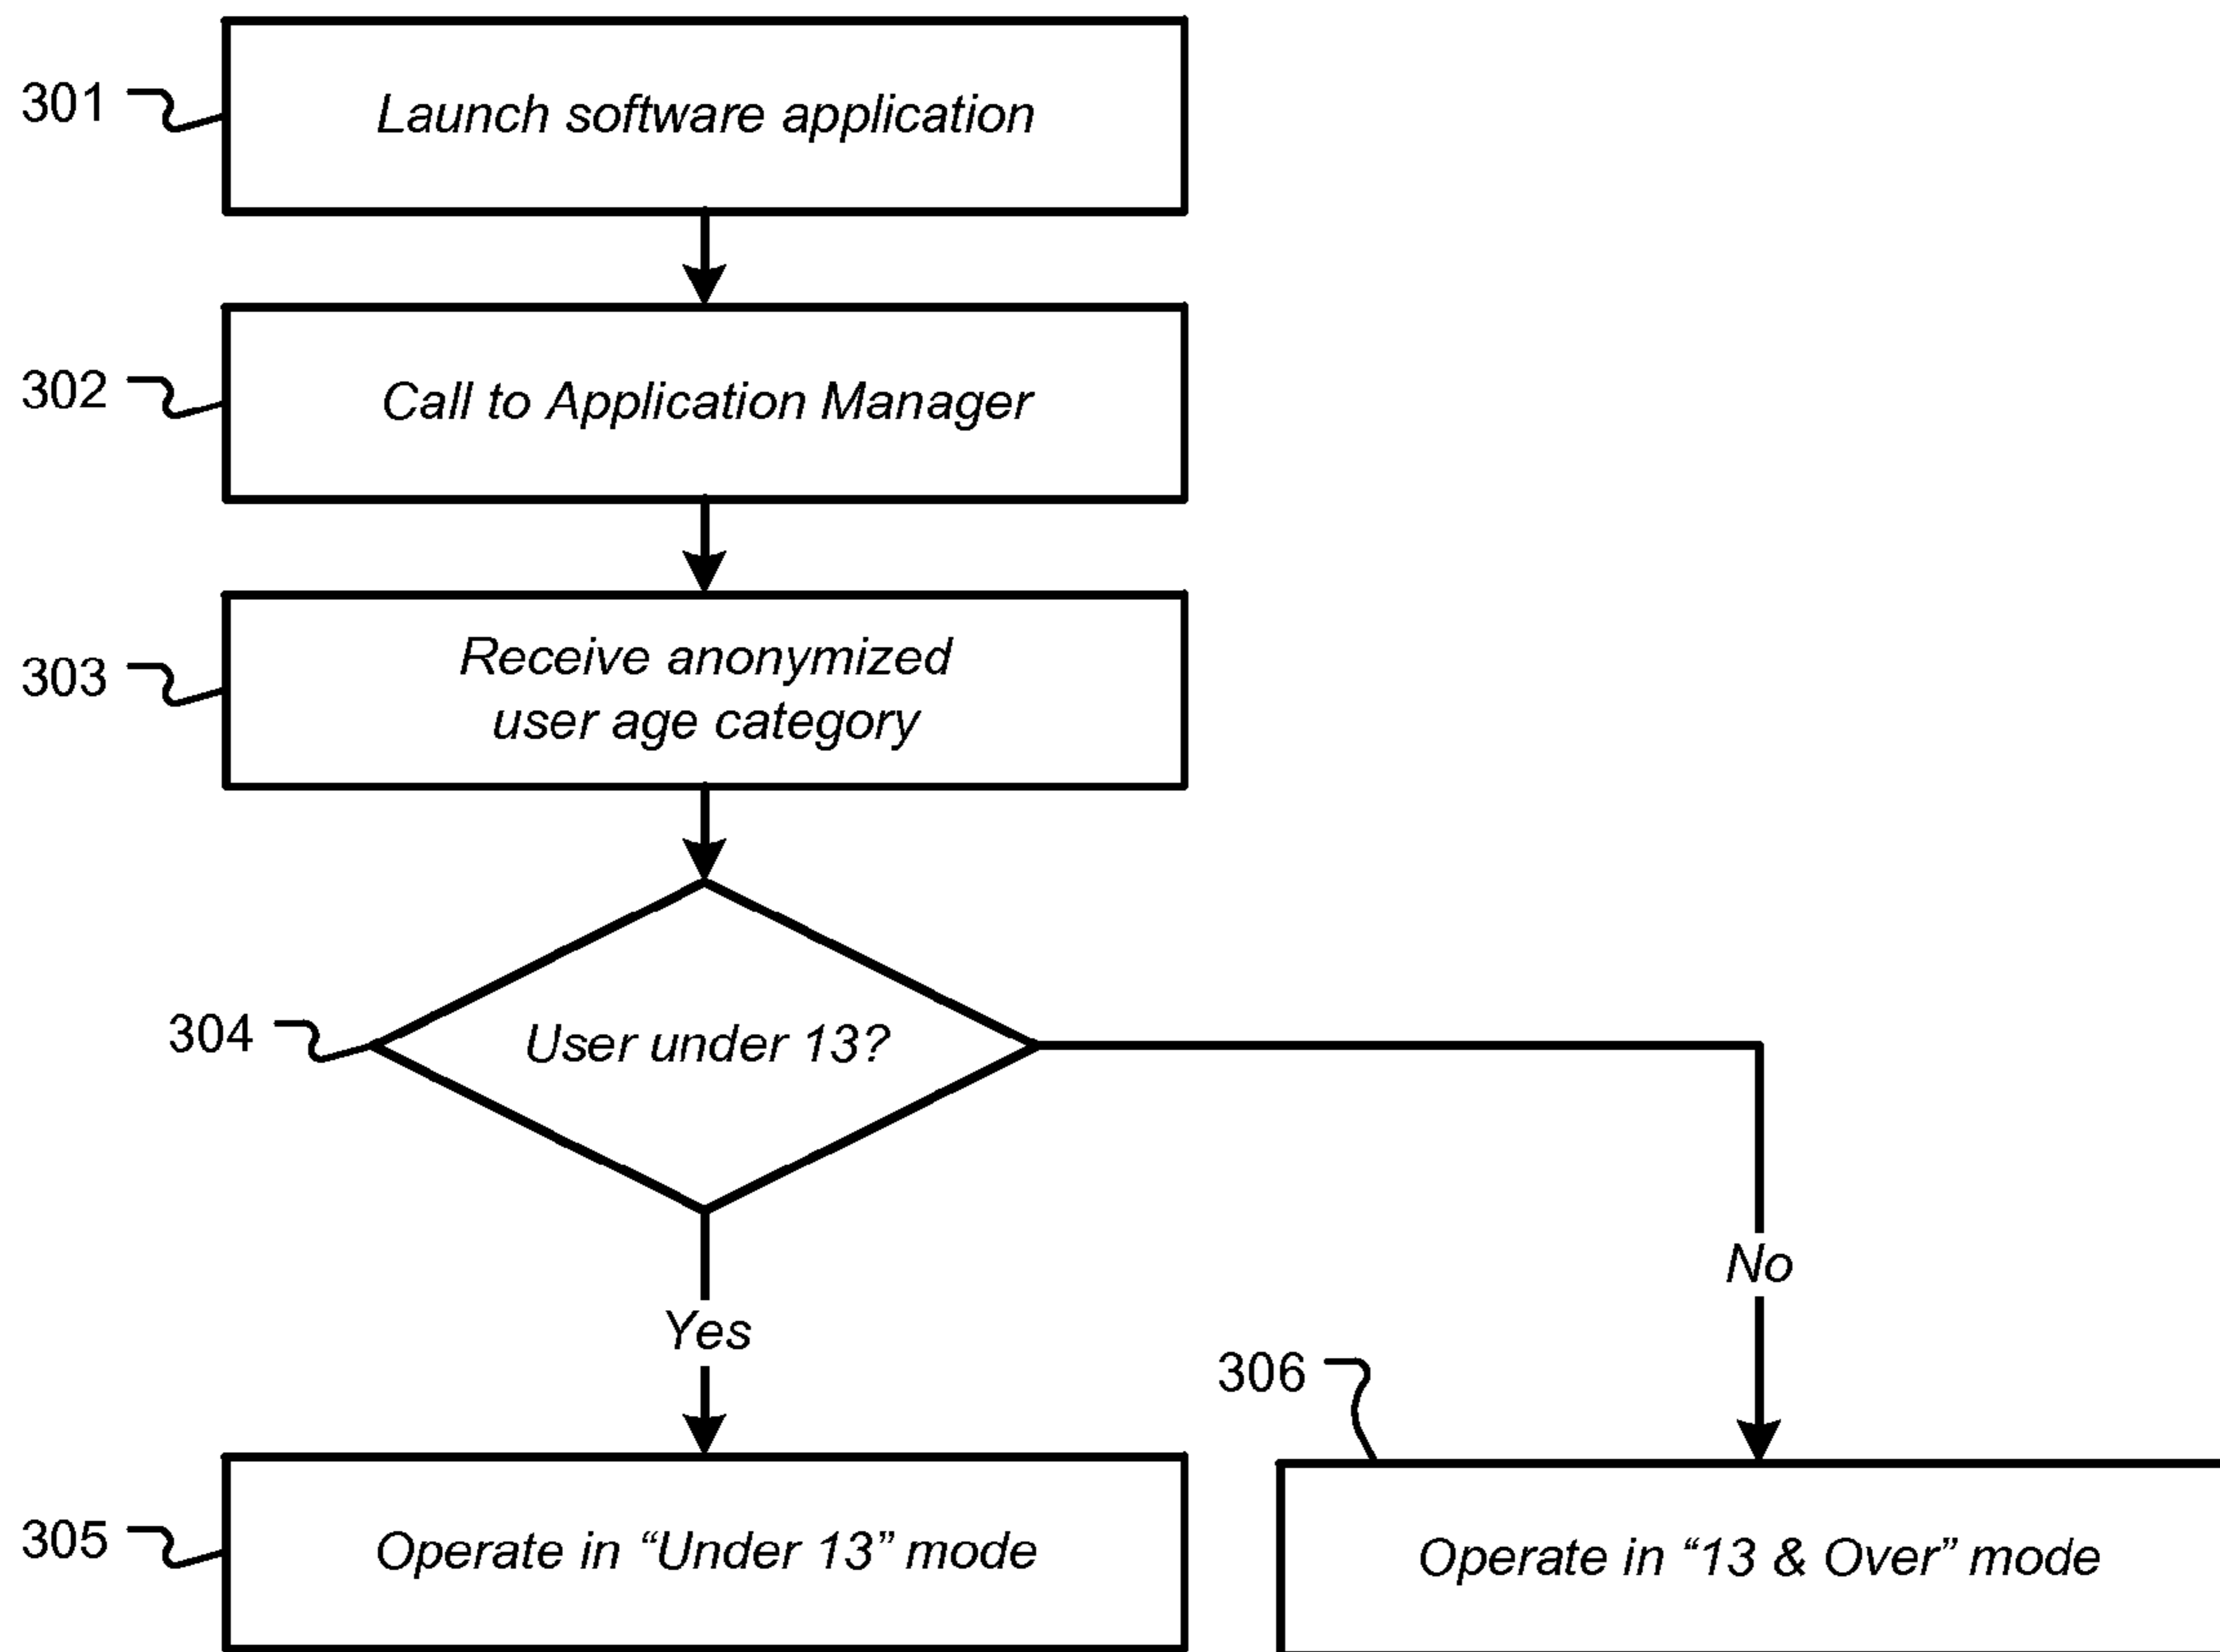 301
Launch software application
302
Call to Application Manager
303
Receive anonymized
user age category
304
User under 13?
No
Yes
306
305
Operate in “Under 13” mode
Operate in “13 & Over” mode